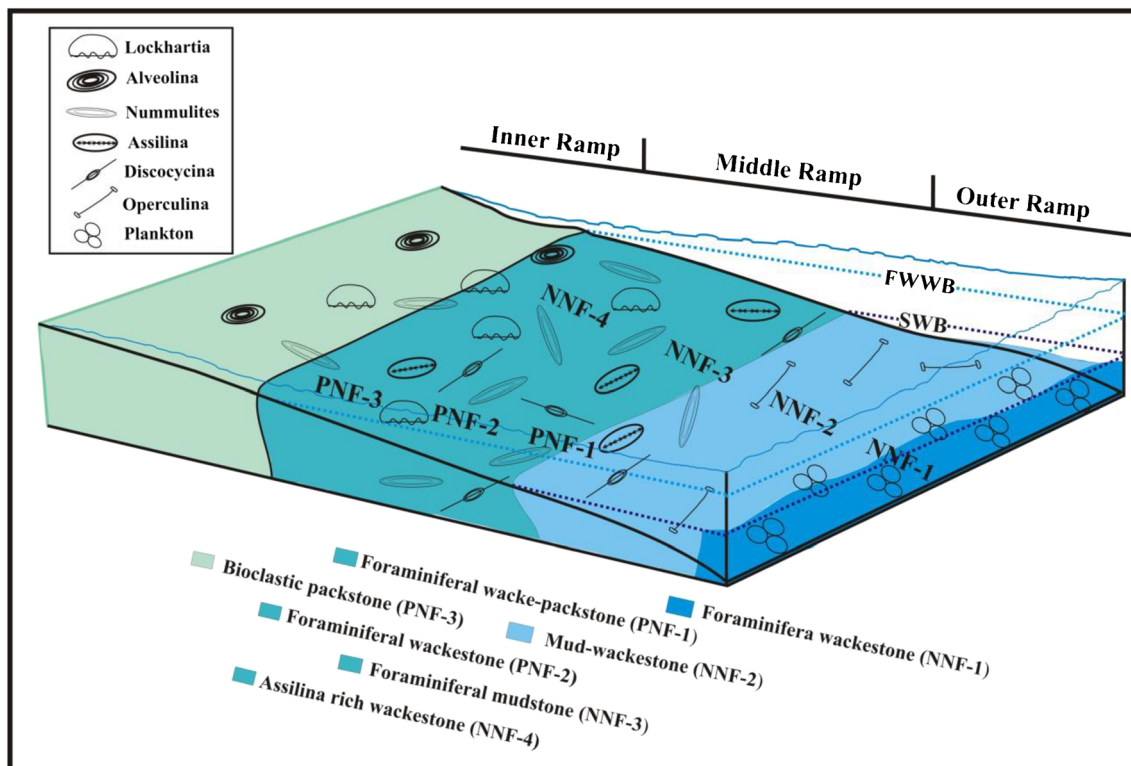 Lockhartia
Alveolina
Nummulites
Assilina
Discocycina
Operculina
Plankton
Inner Ramp
Middle Ramp
Outer Ramp
FWWB
SWB
NNF-4
NNF-3
NNF-2
NNF-1
PNF-3
PNF-2
PNF-1
Bioclastic packstone (PNF-3)
Foraminiferal wacke-packstone (PNF-1)
Foraminifera wackestone (NNF-1)
Foraminiferal wackestone (PNF-2)
Mud-wackestone (NNF-2)
Foraminiferal mudstone (NNF-3)
Assilina rich wackestone (NNF-4)